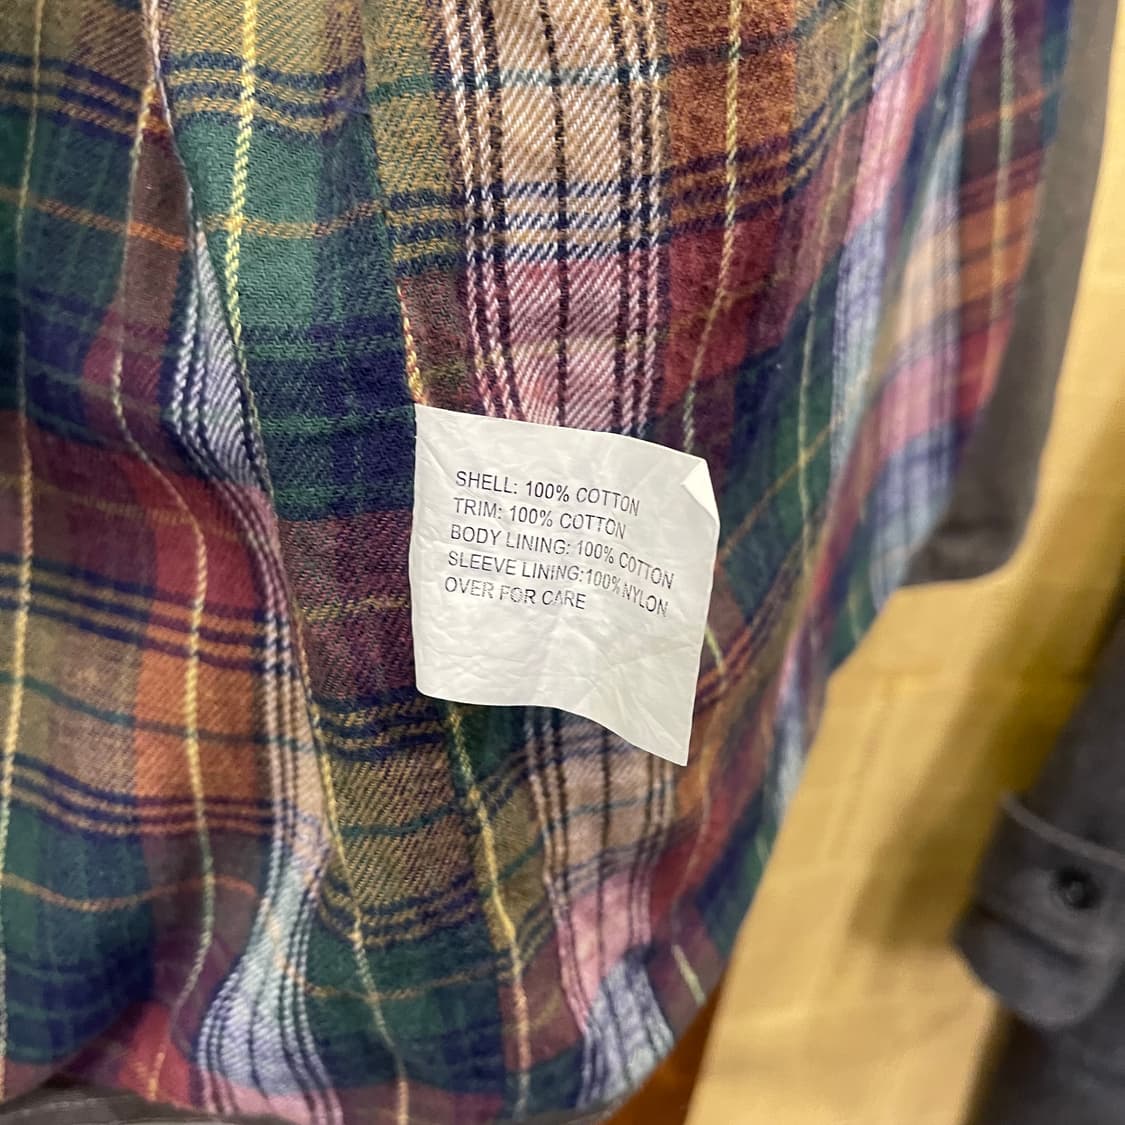 SHELL: 100% COTTON
TRIM: 100% COTTON
BODY LINING: 100% COTTON
SLEEVE LINING:100% NYLON
OVER FOR CARE